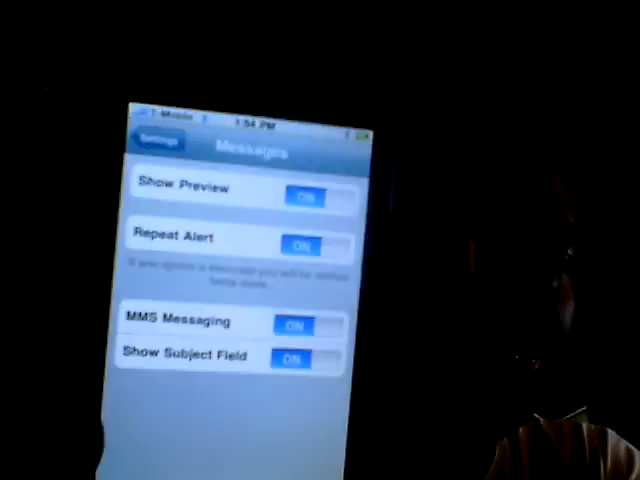 T-Mobile 1:54 PM
Settings Messages
Show Preview ON
Repeat Alert ON
MMS Messaging ON
Show Subject Field ON